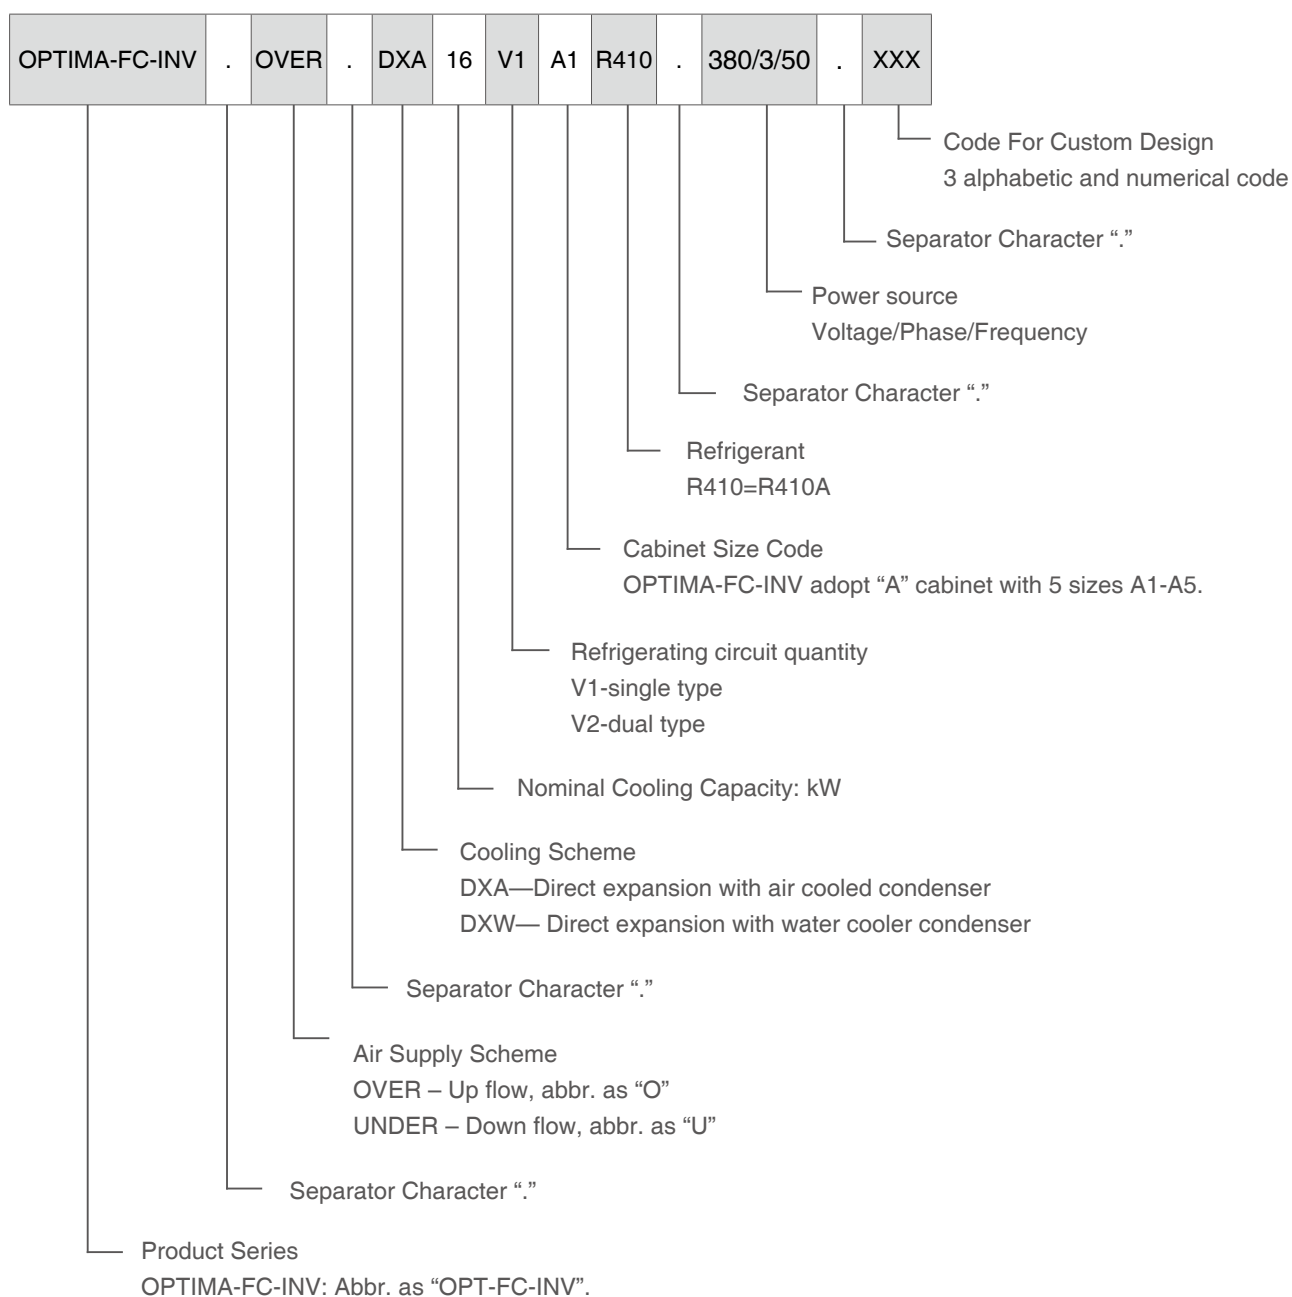 OPTIMA-FC-INV . OVER . DXA 16 V1 A1 R410 . 380/3/50 . XXX
Code For Custom Design
3 alphabetic and numerical code
Separator Character “.”
Power source
Voltage/Phase/Frequency
Separator Character “.”
Refrigerant
R410=R410A
Cabinet Size Code
OPTIMA-FC-INV adopt “A” cabinet with 5 sizes A1-A5.
Refrigerating circuit quantity
V1-single type
V2-dual type
Nominal Cooling Capacity: kW
Cooling Scheme
DXA—Direct expansion with air cooled condenser
DXW— Direct expansion with water cooler condenser
Separator Character “.”
Air Supply Scheme
OVER – Up flow, abbr. as “O”
UNDER – Down flow, abbr. as “U”
Separator Character “.”
Product Series
OPTIMA-FC-INV: Abbr. as “OPT-FC-INV”.